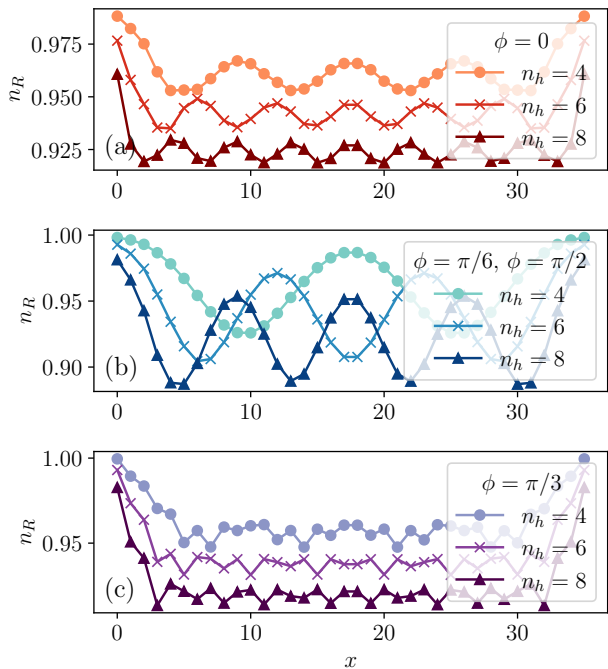 0.975
0.950
0.925
n_R
(a)
ϕ = 0
n_h = 4
n_h = 6
n_h = 8
0 10 20 30
1.00
0.95
0.90
n_R
(b)
ϕ = π/6, ϕ = π/2
n_h = 4
n_h = 6
n_h = 8
0 10 20 30
1.00
0.95
n_R
(c)
ϕ = π/3
n_h = 4
n_h = 6
n_h = 8
0 10 20 30
x